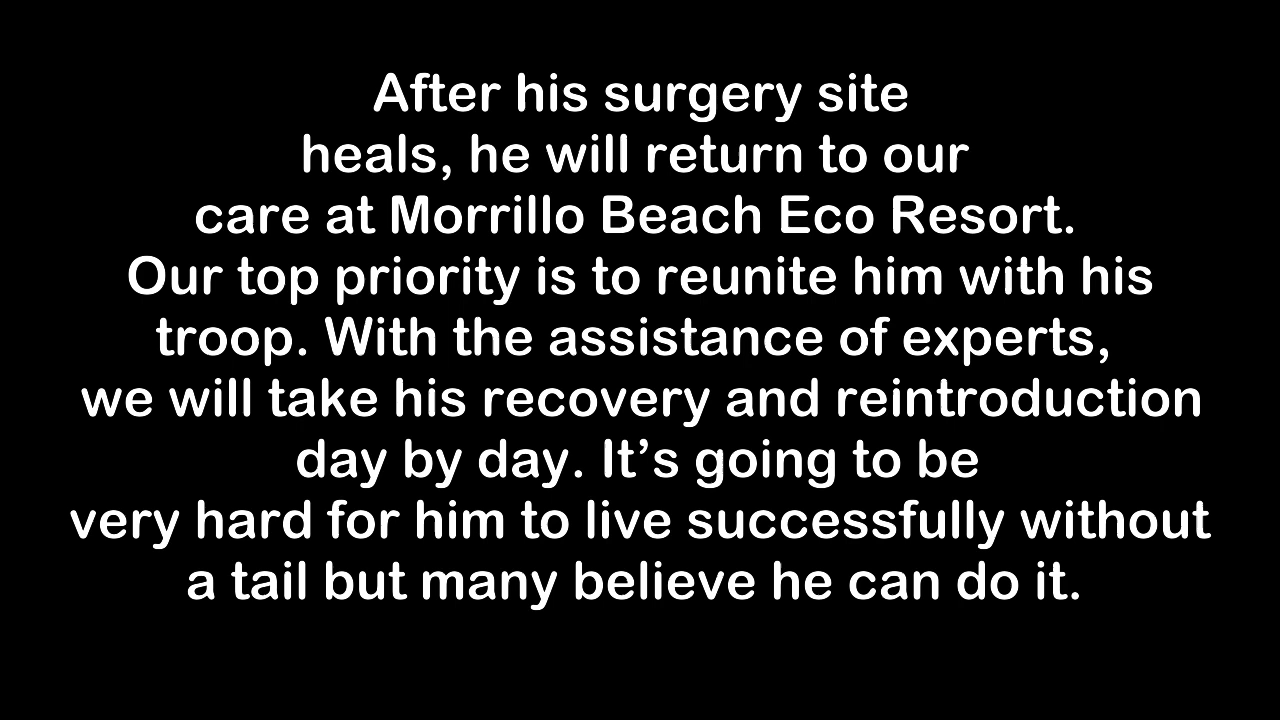 After his surgery site
heals, he will return to our
care at Morrillo Beach Eco Resort.
Our top priority is to reunite him with his
troop. With the assistance of experts,
we will take his recovery and reintroduction
day by day. It’s going to be
very hard for him to live successfully without
a tail but many believe he can do it.